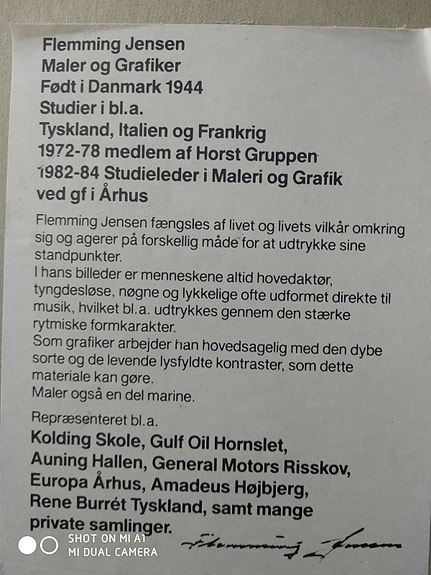 Flemming Jensen
Maler og Grafiker
Født i Danmark 1944
Studier i bl.a.
Tyskland, Italien og Frankrig
1972-78 medlem af Horst Gruppen
1982-84 Studieleder i Maleri og Grafik
ved gf i Århus
Flemming Jensen fængsles af livet og livets vilkår omkring
sig og agerer på forskellig måde for at udtrykke sine
standpunkter.
I hans billeder er menneskene altid hovedaktør,
tyngdesløse, nøgne og lykkelige ofte udformet direkte til
musik, hvilket bl.a. udtrykkes gennem den stærke
rytmiske formkarakter.
Som grafiker arbejder han hovedsagelig med den dybe
sorte og de levende lysfyldte kontraster, som dette
materiale kan gøre.
Maler også en del marine.
Repræsenteret bl.a.
Kolding Skole, Gulf Oil Hornslet,
Auning Hallen, General Motors Risskov,
Europa Århus, Amadeus Højbjerg,
Rene Burrét Tyskland, samt mange
private samlinger.
Flemming Jensen
SHOT ON MI A1
MI DUAL CAMERA